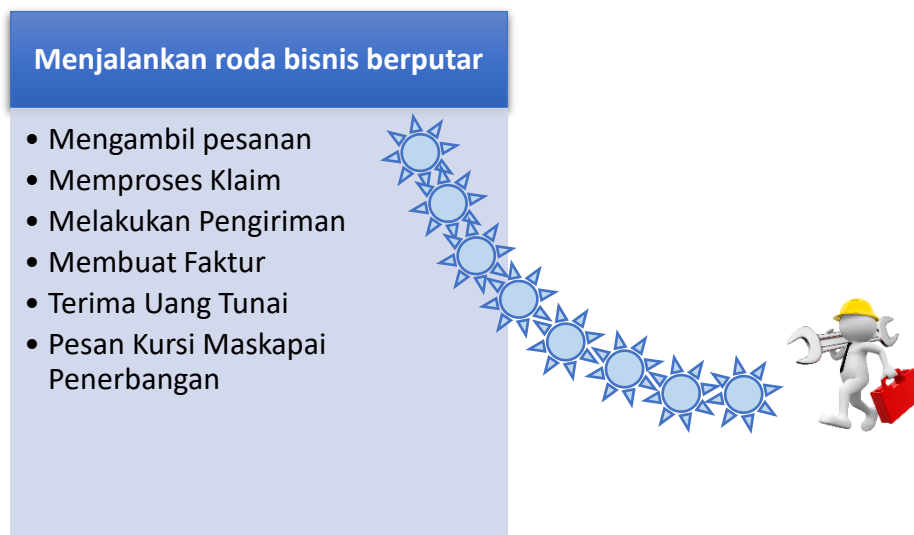 Menjalankan roda bisnis berputar
• Mengambil pesanan
• Memproses Klaim
• Melakukan Pengiriman
• Membuat Faktur
• Terima Uang Tunai
• Pesan Kursi Maskapai
Penerbangan